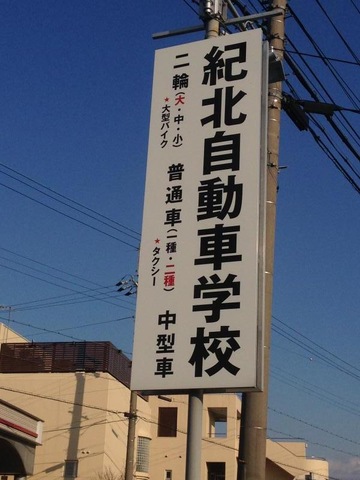 紀北自動車学校
二輪(大・中・小) 普通車(一種・二種) 中型車
★大型バイク ★タクシー